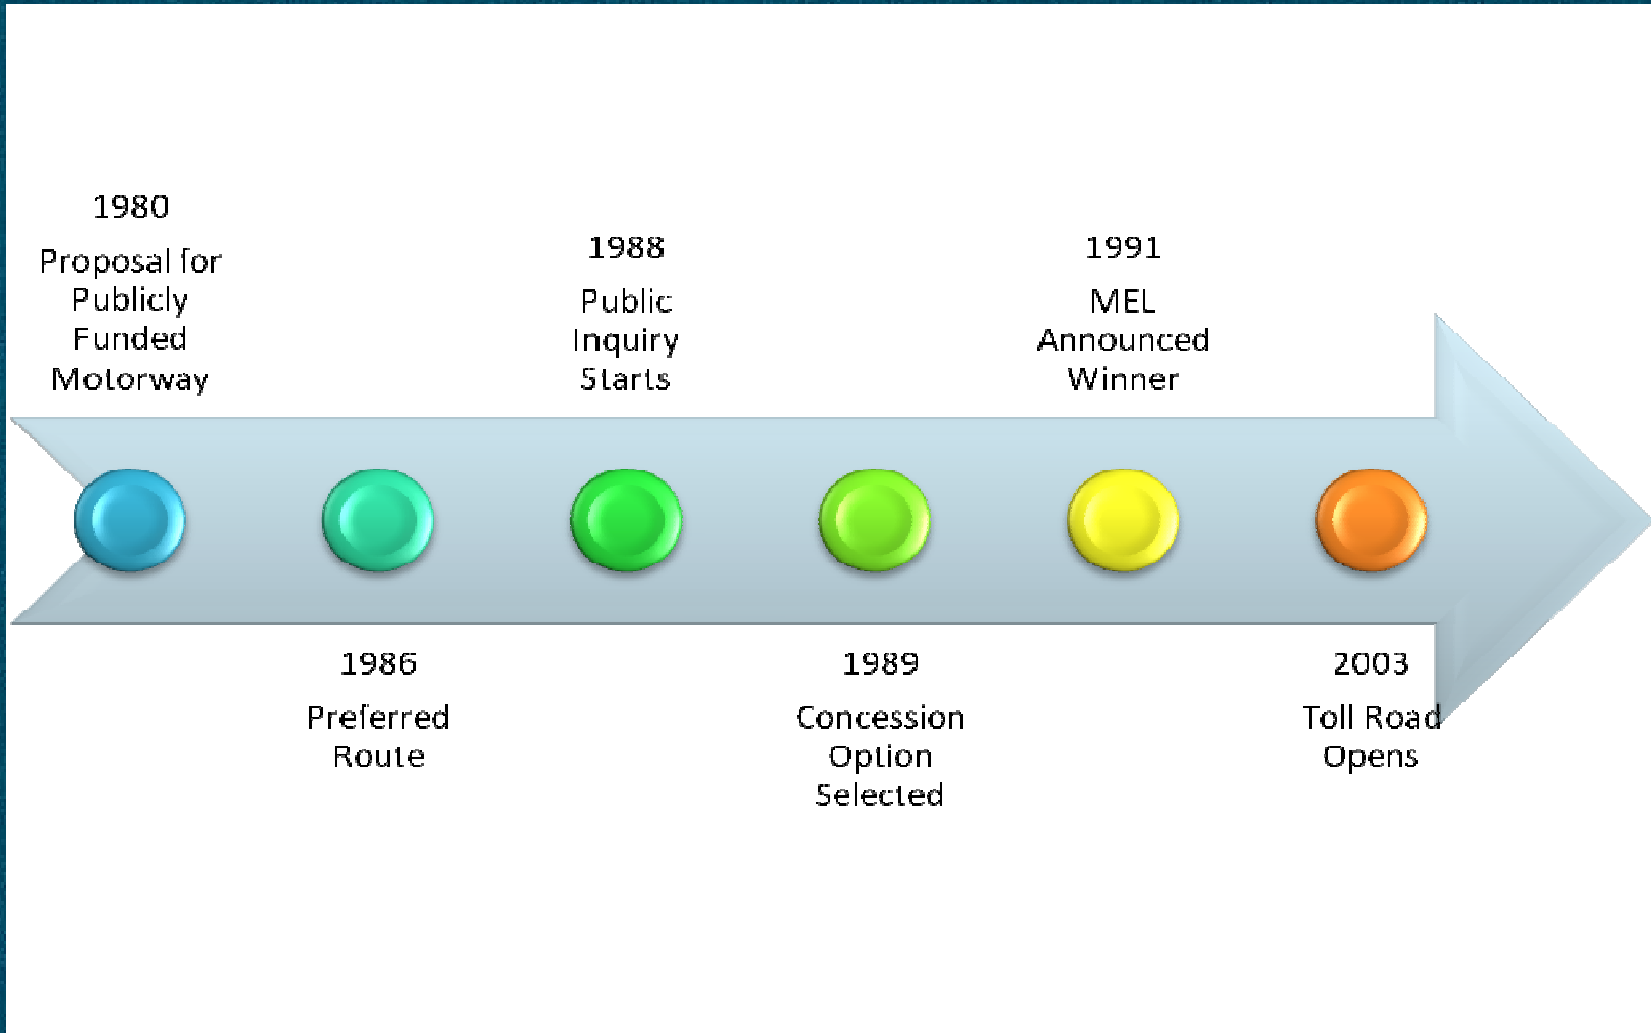 1980
Proposal for
Publicly
Funded
Motorway
1986
Preferred
Route
1988
Public
Inquiry
Starts
1989
Concession
Option
Selected
1991
MEL
Announced
Winner
2003
Toll Road
Opens